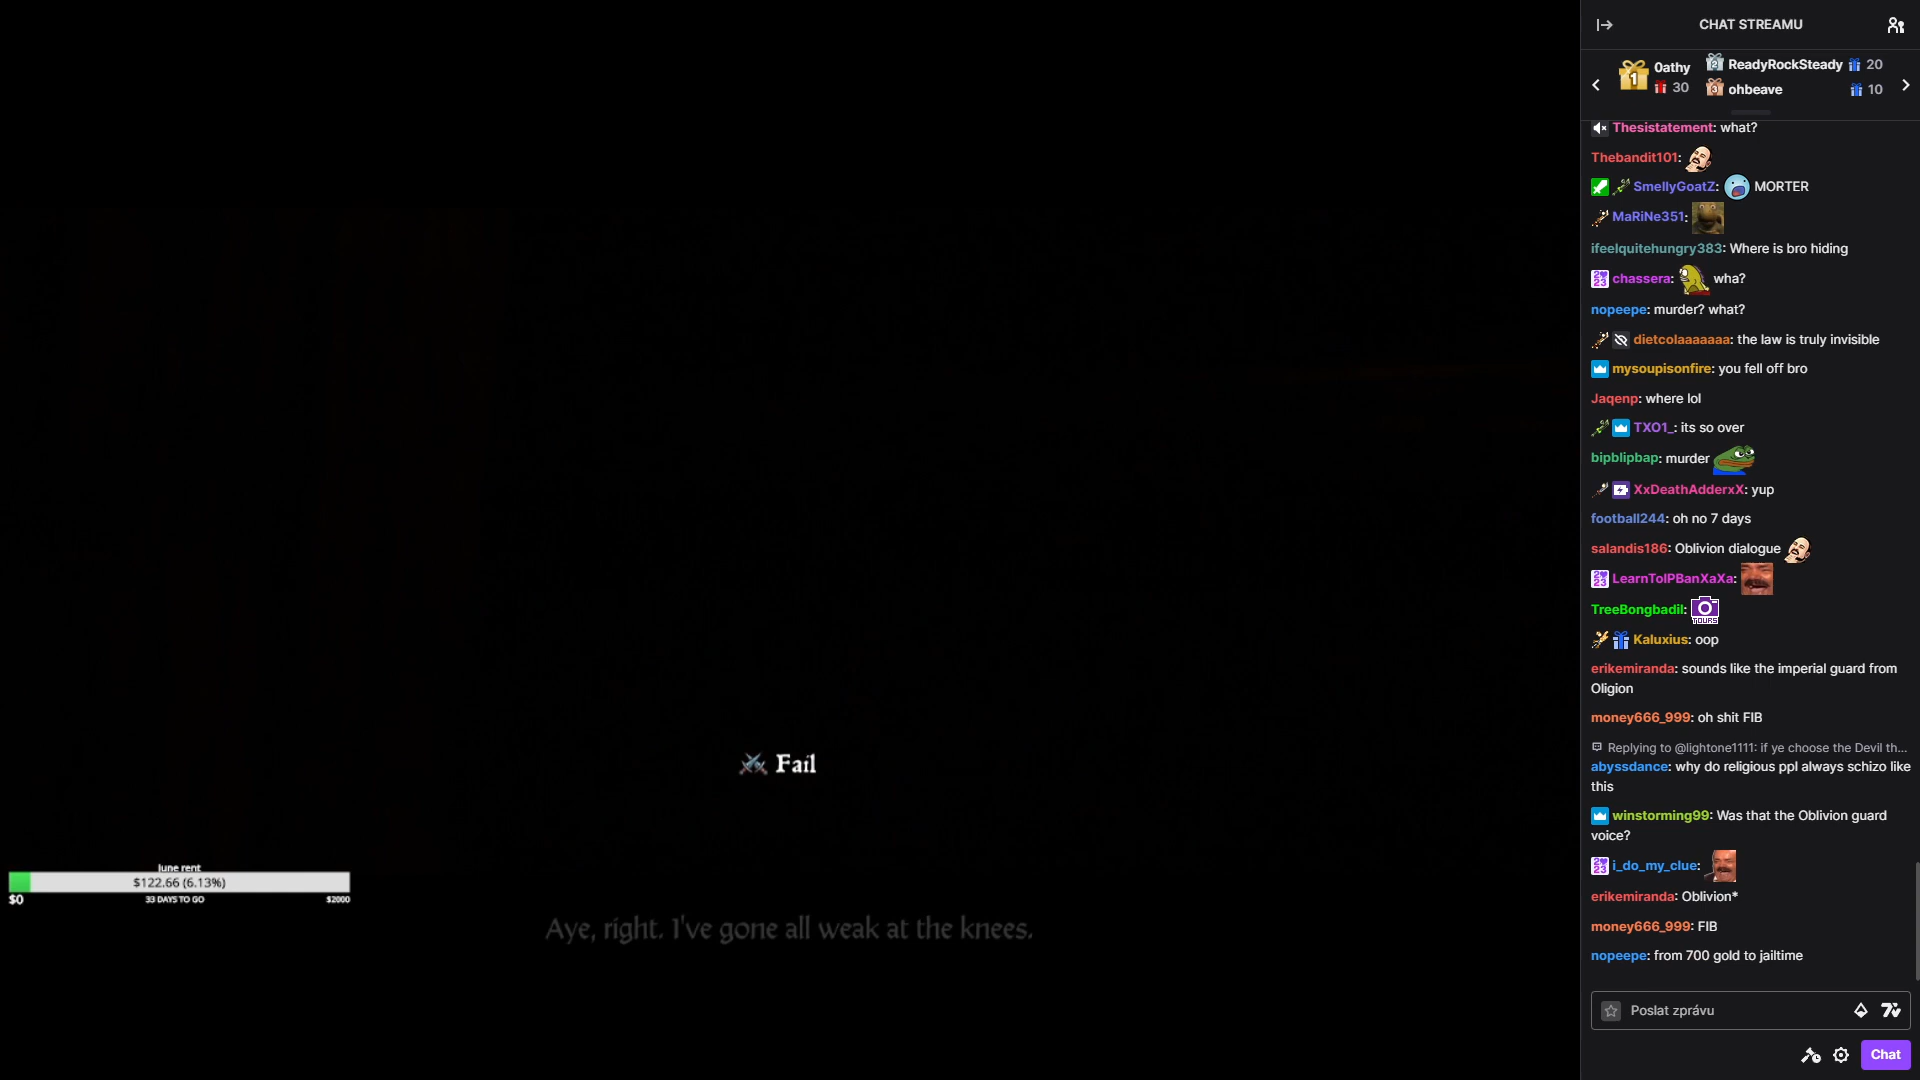 Fail
June rent
$122.66 (6.13%)
$0
33 DAYS TO GO
$2000
Aye, right. I've gone all weak at the knees.
CHAT STREAMU
1
0athy
30
2
ReadyRockSteady
20
3
ohbeave
10
Thesistatement: what?
Thebandit101:
SmellyGoatZ: MORTER
MaRiNe351:
ifeelquitehungry383: Where is bro hiding
chassera: wha?
nopeepe: murder? what?
dietcolaaaaaaa: the law is truly invisible
mysoupisonfire: you fell off bro
Jaqenp: where lol
TXO1_: its so over
bipblipbap: murder
XxDeathAdderxX: yup
football244: oh no 7 days
salandis186: Oblivion dialogue
LearnToIPBanXaXa:
TreeBongbadil: TOURS
Kaluxius: oop
erikemiranda: sounds like the imperial guard from
Oligion
money666_999: oh shit FIB
Replying to @lightone1111: if ye choose the Devil th...
abyssdance: why do religious ppl always schizo like
this
winstorming99: Was that the Oblivion guard
voice?
i_do_my_clue:
erikemiranda: Oblivion*
money666_999: FIB
nopeepe: from 700 gold to jailtime
Poslat zprávu
Chat